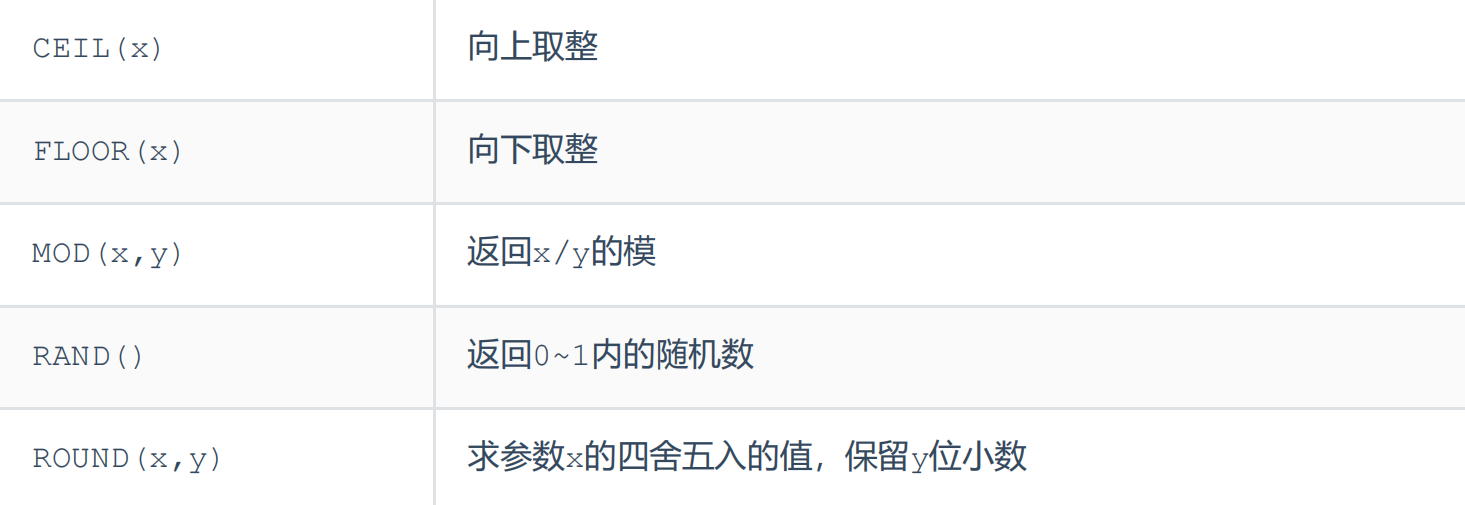 CEIL(x) 向上取整
FLOOR(x) 向下取整
MOD(x,y) 返回x/y的模
RAND() 返回0~1内的随机数
ROUND(x,y) 求参数x的四舍五入的值，保留y位小数